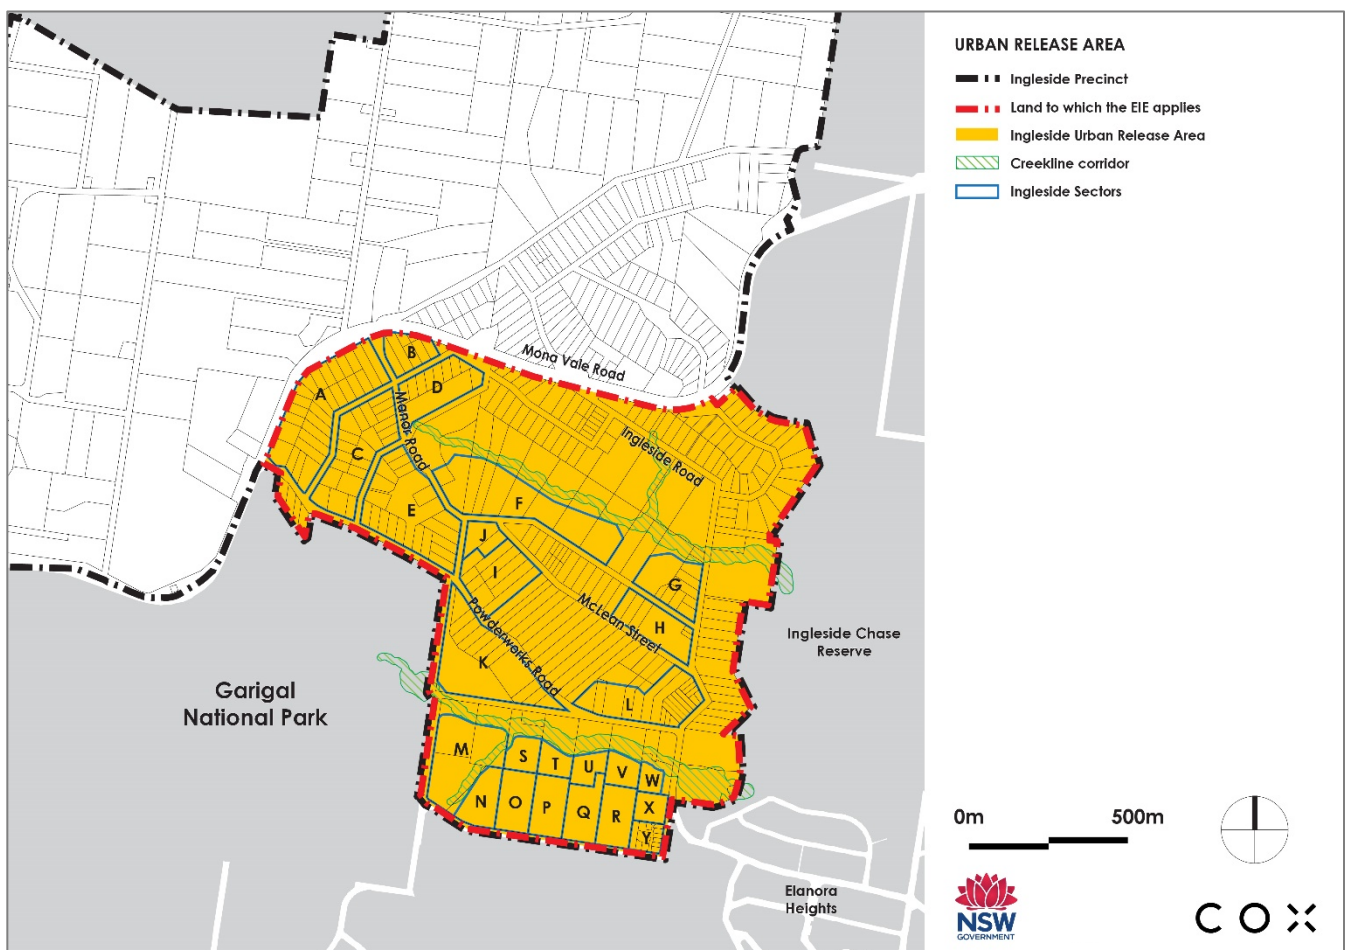 URBAN RELEASE AREA
Ingleside Precinct
Land to which the EIE applies
Ingleside Urban Release Area
Creekline corridor
Ingleside Sectors
Mona Vale Road
B
A
D
Manor Road
Ingleside Road
C
E
F
J
I
G
McLean Street
H
Powderworks Road
K
L
Ingleside Chase
Reserve
Garigal
National Park
M
S
T
U
V
W
N
O
P
Q
R
X
Y
Elanora
Heights
0m
500m
NSW
GOVERNMENT
COX